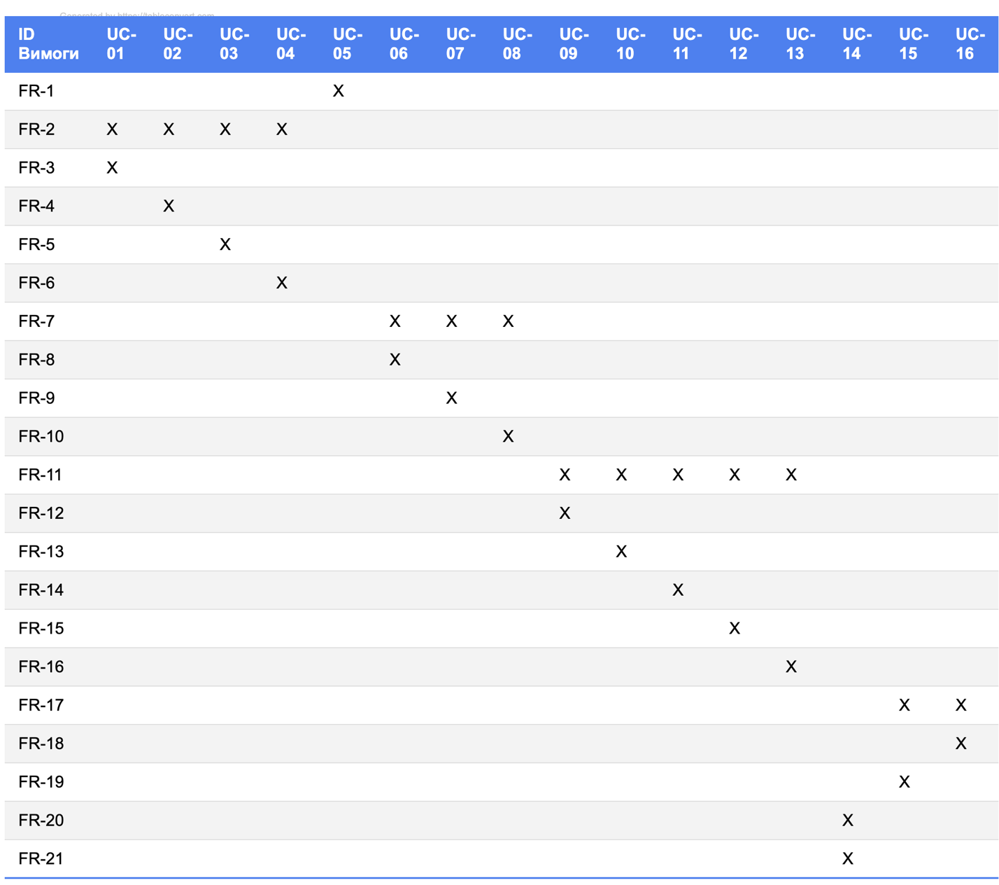 Generated by https://tableconvert.com
ID Вимоги UC-01 UC-02 UC-03 UC-04 UC-05 UC-06 UC-07 UC-08 UC-09 UC-10 UC-11 UC-12 UC-13 UC-14 UC-15 UC-16
FR-1 X
FR-2 X X X X
FR-3 X
FR-4 X
FR-5 X
FR-6 X
FR-7 X X X
FR-8 X
FR-9 X
FR-10 X
FR-11 X X X X X
FR-12 X
FR-13 X
FR-14 X
FR-15 X
FR-16 X
FR-17 X X
FR-18 X
FR-19 X
FR-20 X
FR-21 X